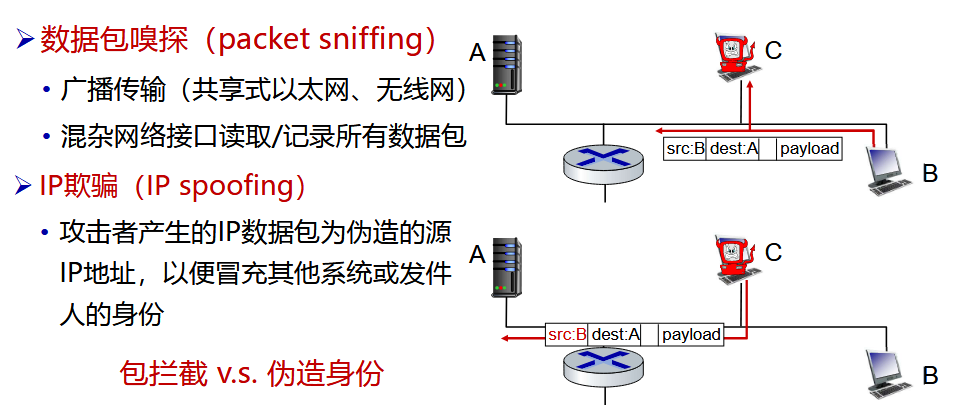 数据包嗅探（packet sniffing）
• 广播传输（共享式以太网、无线网）
• 混杂网络接口读取/记录所有数据包
IP欺骗（IP spoofing）
• 攻击者产生的IP数据包为伪造的源
IP地址，以便冒充其他系统或发件
人的身份
包拦截 v.s. 伪造身份
A
C
src:B dest:A payload
B
A
C
src:B dest:A payload
B